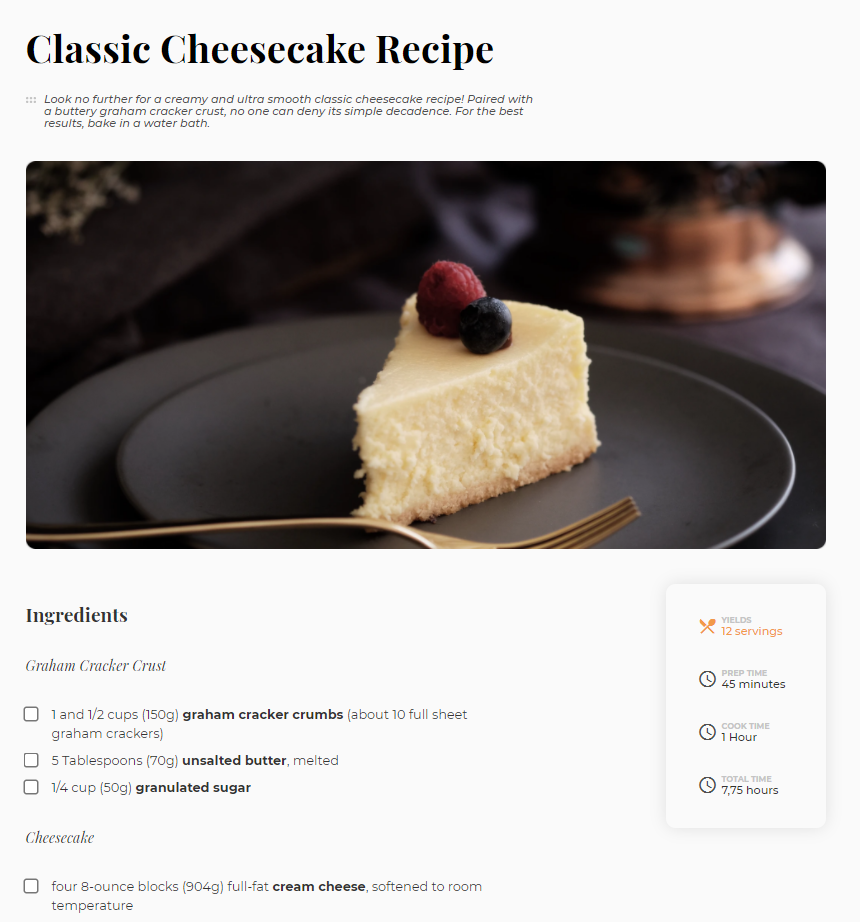 Classic Cheesecake Recipe
Look no further for a creamy and ultra smooth classic cheesecake recipe! Paired with
a buttery graham cracker crust, no one can deny its simple decadence. For the best
results, bake in a water bath.
Ingredients
Graham Cracker Crust
1 and 1/2 cups (150g) graham cracker crumbs (about 10 full sheet
graham crackers)
5 Tablespoons (70g) unsalted butter, melted
1/4 cup (50g) granulated sugar
Cheesecake
four 8-ounce blocks (904g) full-fat cream cheese, softened to room
temperature
YIELDS
12 servings
PREP TIME
45 minutes
COOK TIME
1 Hour
TOTAL TIME
7,75 hours